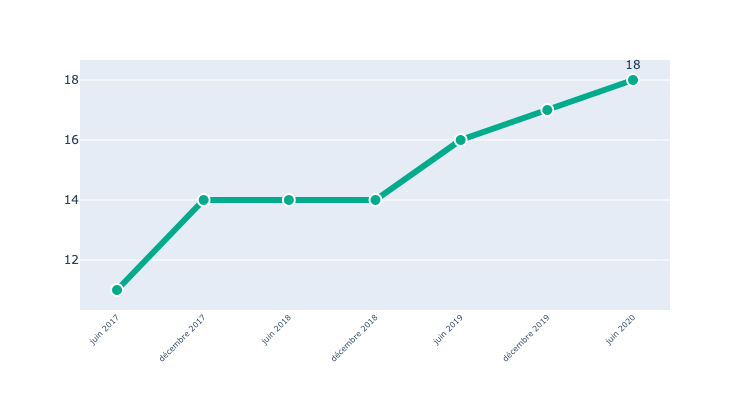 18
18
16
14
12
juin 2017
décembre 2017
juin 2018
décembre 2018
juin 2019
décembre 2019
juin 2020